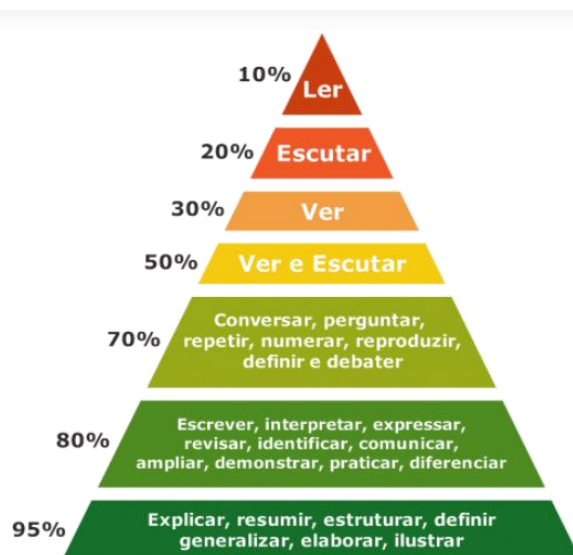 10%
Ler
20%
Escutar
30%
Ver
50%
Ver e Escutar
70%
Conversar, perguntar,
repetir, numerar, reproduzir,
definir e debater
80%
Escrever, interpretar, expressar,
revisar, identificar, comunicar,
ampliar, demonstrar, praticar, diferenciar
95%
Explicar, resumir, estruturar, definir
generalizar, elaborar, ilustrar